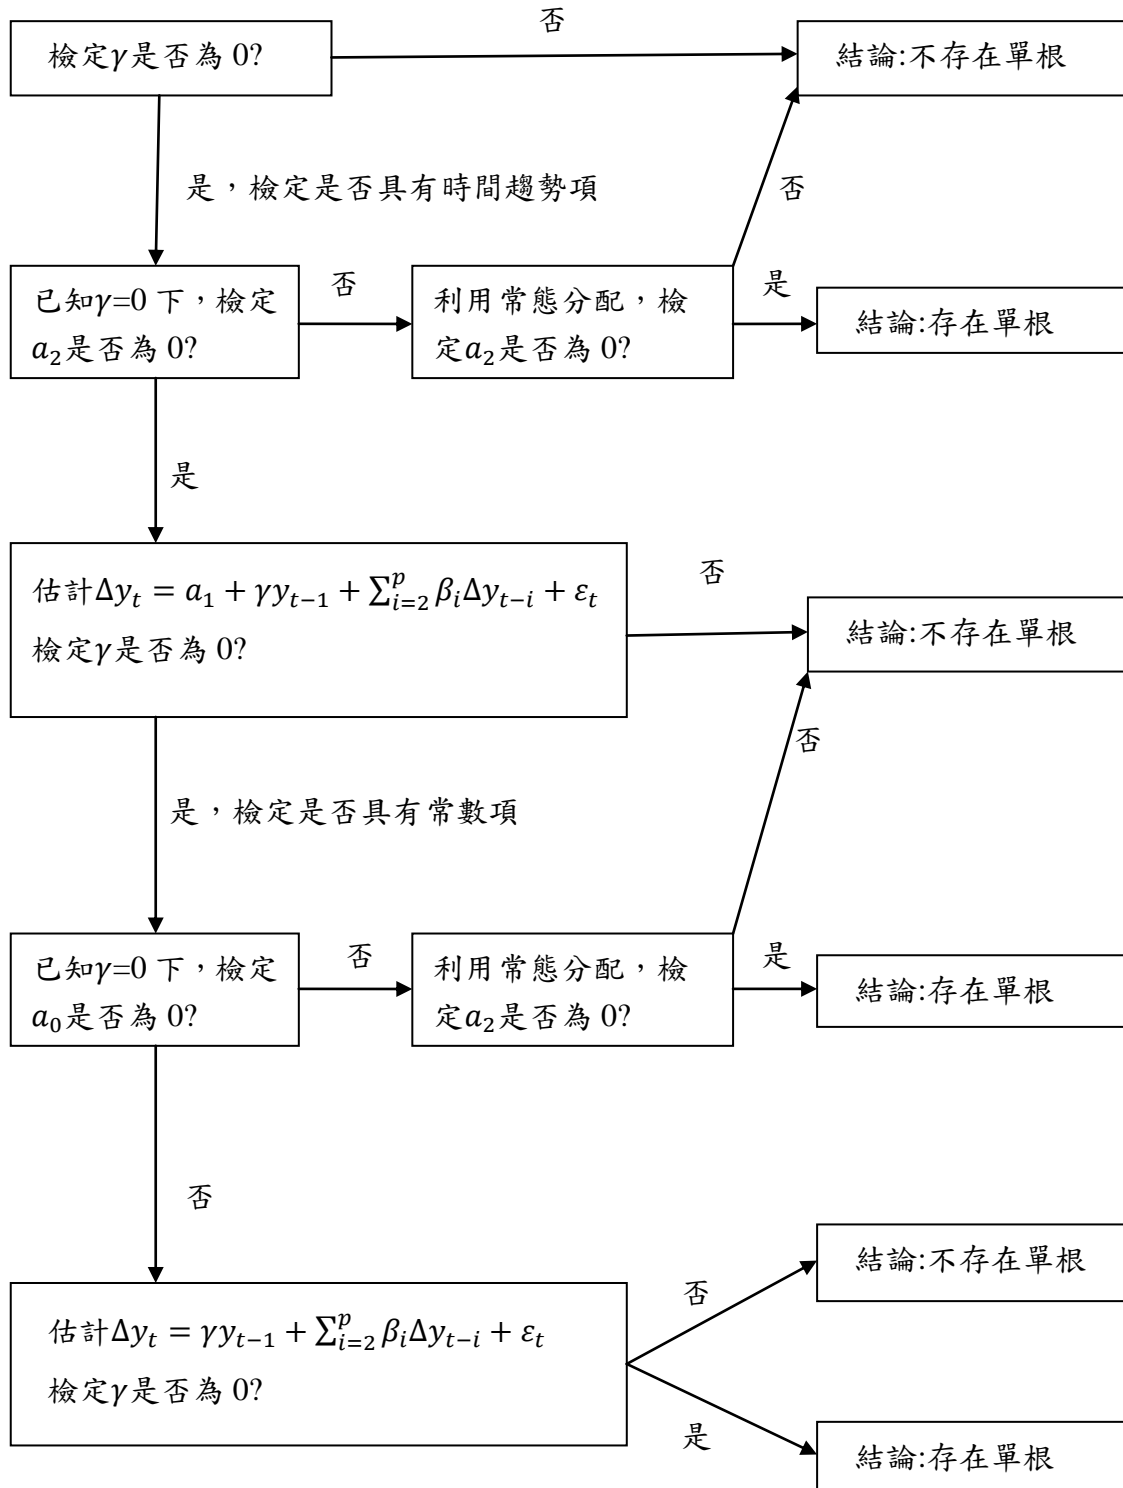 檢定γ是否為 0?
否
結論:不存在單根
是，檢定是否具有時間趨勢項
否
已知γ=0 下，檢定
a₂是否為 0?
否
利用常態分配，檢
定a₂是否為 0?
是
結論:存在單根
是
估計Δyₜ = a₁ + γyₜ₋₁ + ∑ᵢ₌₂ᵖ βᵢΔyₜ₋ᵢ + εₜ
檢定γ是否為 0?
否
結論:不存在單根
否
是，檢定是否具有常數項
已知γ=0 下，檢定
a₀是否為 0?
否
利用常態分配，檢
定a₂是否為 0?
是
結論:存在單根
否
估計Δyₜ = γyₜ₋₁ + ∑ᵢ₌₂ᵖ βᵢΔyₜ₋ᵢ + εₜ
檢定γ是否為 0?
否
結論:不存在單根
是
結論:存在單根